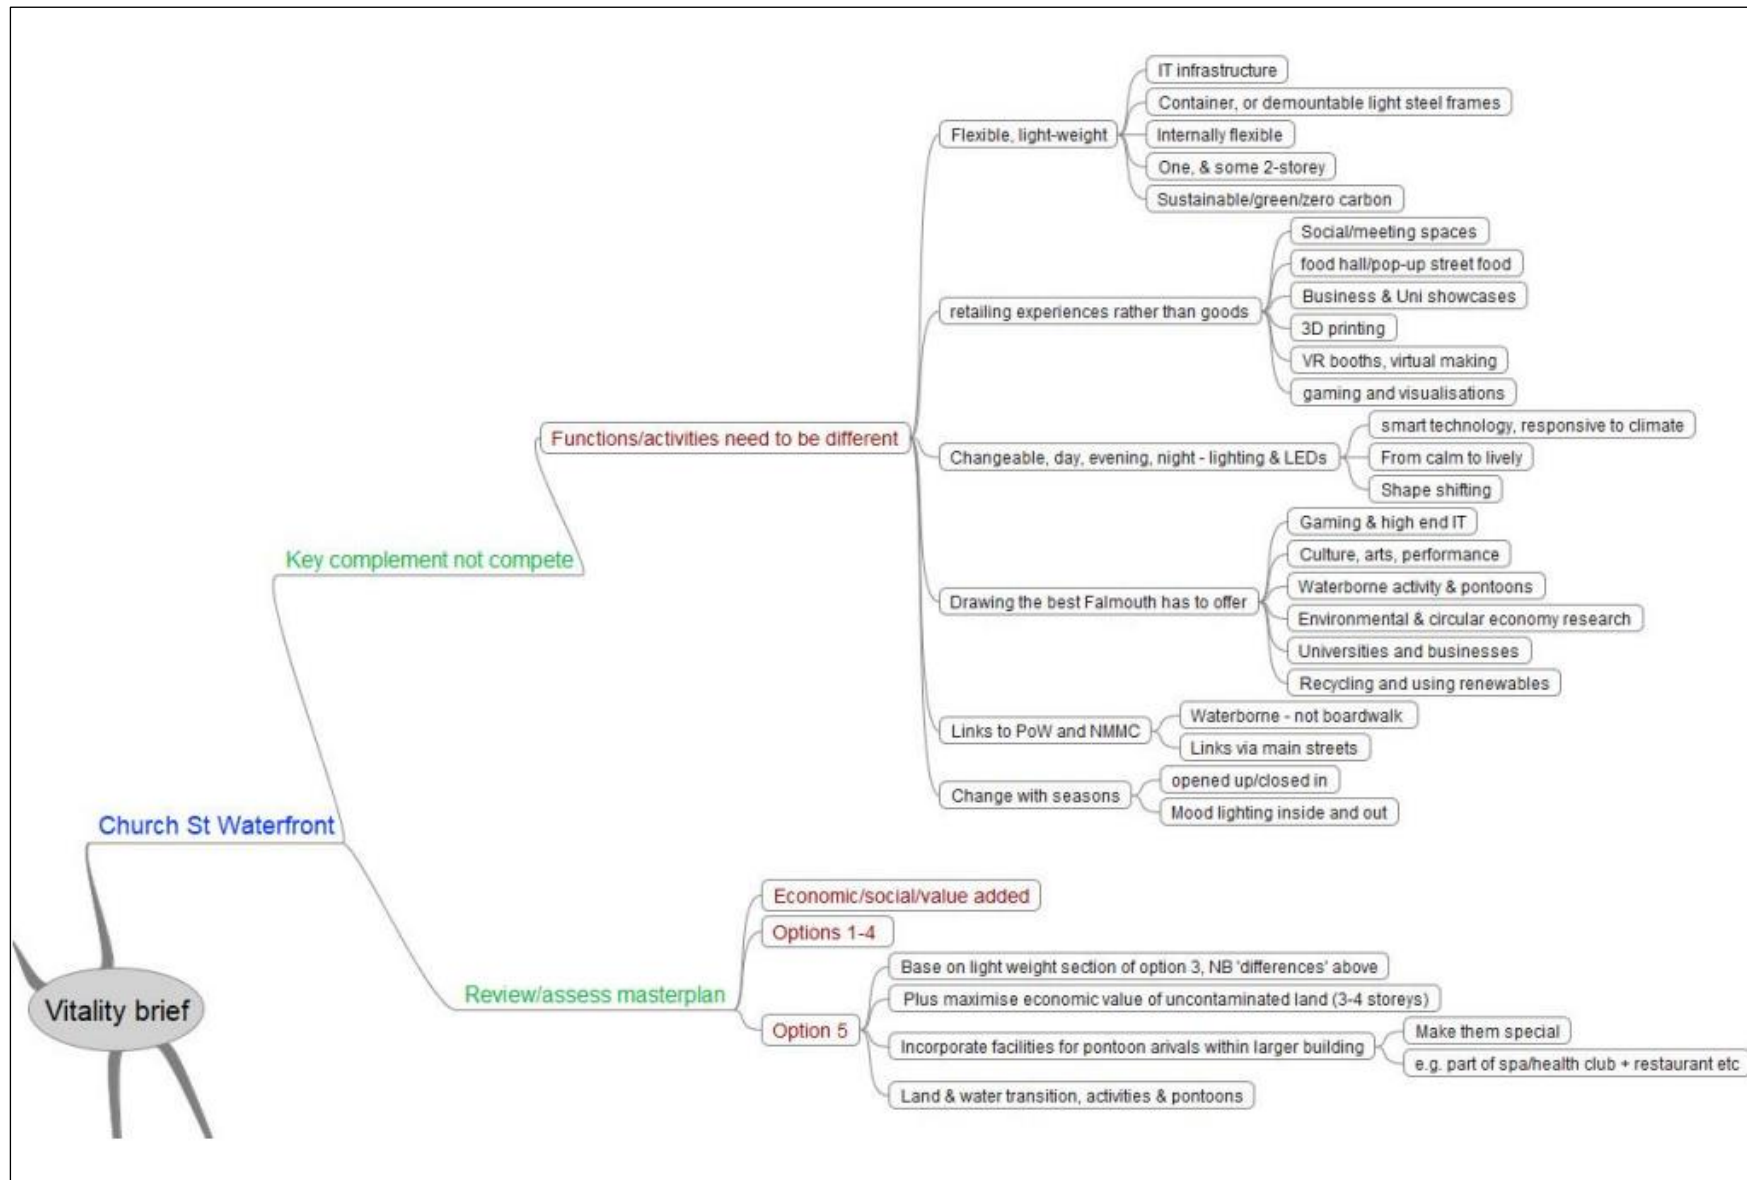 IT infrastructure
Container, or demountable light steel frames
Flexible, light-weight
Internally flexible
One, & some 2-storey
Sustainable/green/zero carbon
Social/meeting spaces
food hall/pop-up street food
Business & Uni showcases
retailing experiences rather than goods
3D printing
VR booths, virtual making
gaming and visualisations
Functions/activities need to be different
smart technology, responsive to climate
Changeable, day, evening, night - lighting & LEDs
From calm to lively
Shape shifting
Gaming & high end IT
Culture, arts, performance
Key complement not compete
Waterborne activity & pontoons
Drawing the best Falmouth has to offer
Environmental & circular economy research
Universities and businesses
Recycling and using renewables
Waterborne - not boardwalk
Links to PoW and NMMC
Links via main streets
opened up/closed in
Change with seasons
Mood lighting inside and out
Church St Waterfront
Economic/social/value added
Options 1-4
Base on light weight section of option 3, NB 'differences' above
Review/assess masterplan
Plus maximise economic value of uncontaminated land (3-4 storeys)
Option 5
Make them special
Incorporate facilities for pontoon arivals within larger building
e.g. part of spa/health club + restaurant etc
Land & water transition, activities & pontoons
Vitality brief